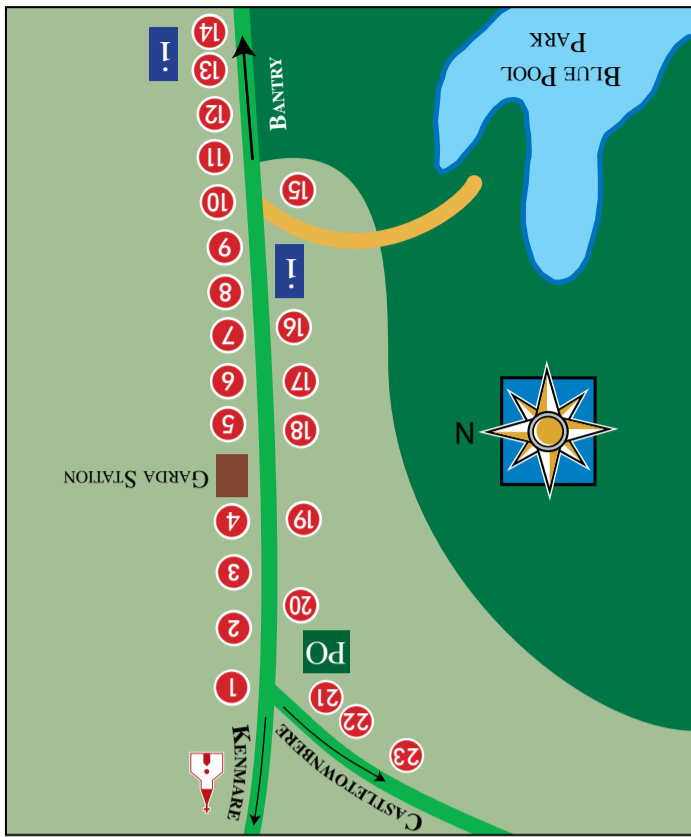 KENMARE
CASTLETOWNBERE
23
22
21
1
PO
2
20
3
4
19
GARDA STATION
N
5
18
6
17
7
16
8
i
9
10
15
11
12
BANTRY
13
i
14
BLUE POOL
PARK